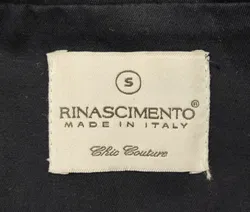 S
RINASCIMENTO®
MADE IN ITALY
Chic Couture